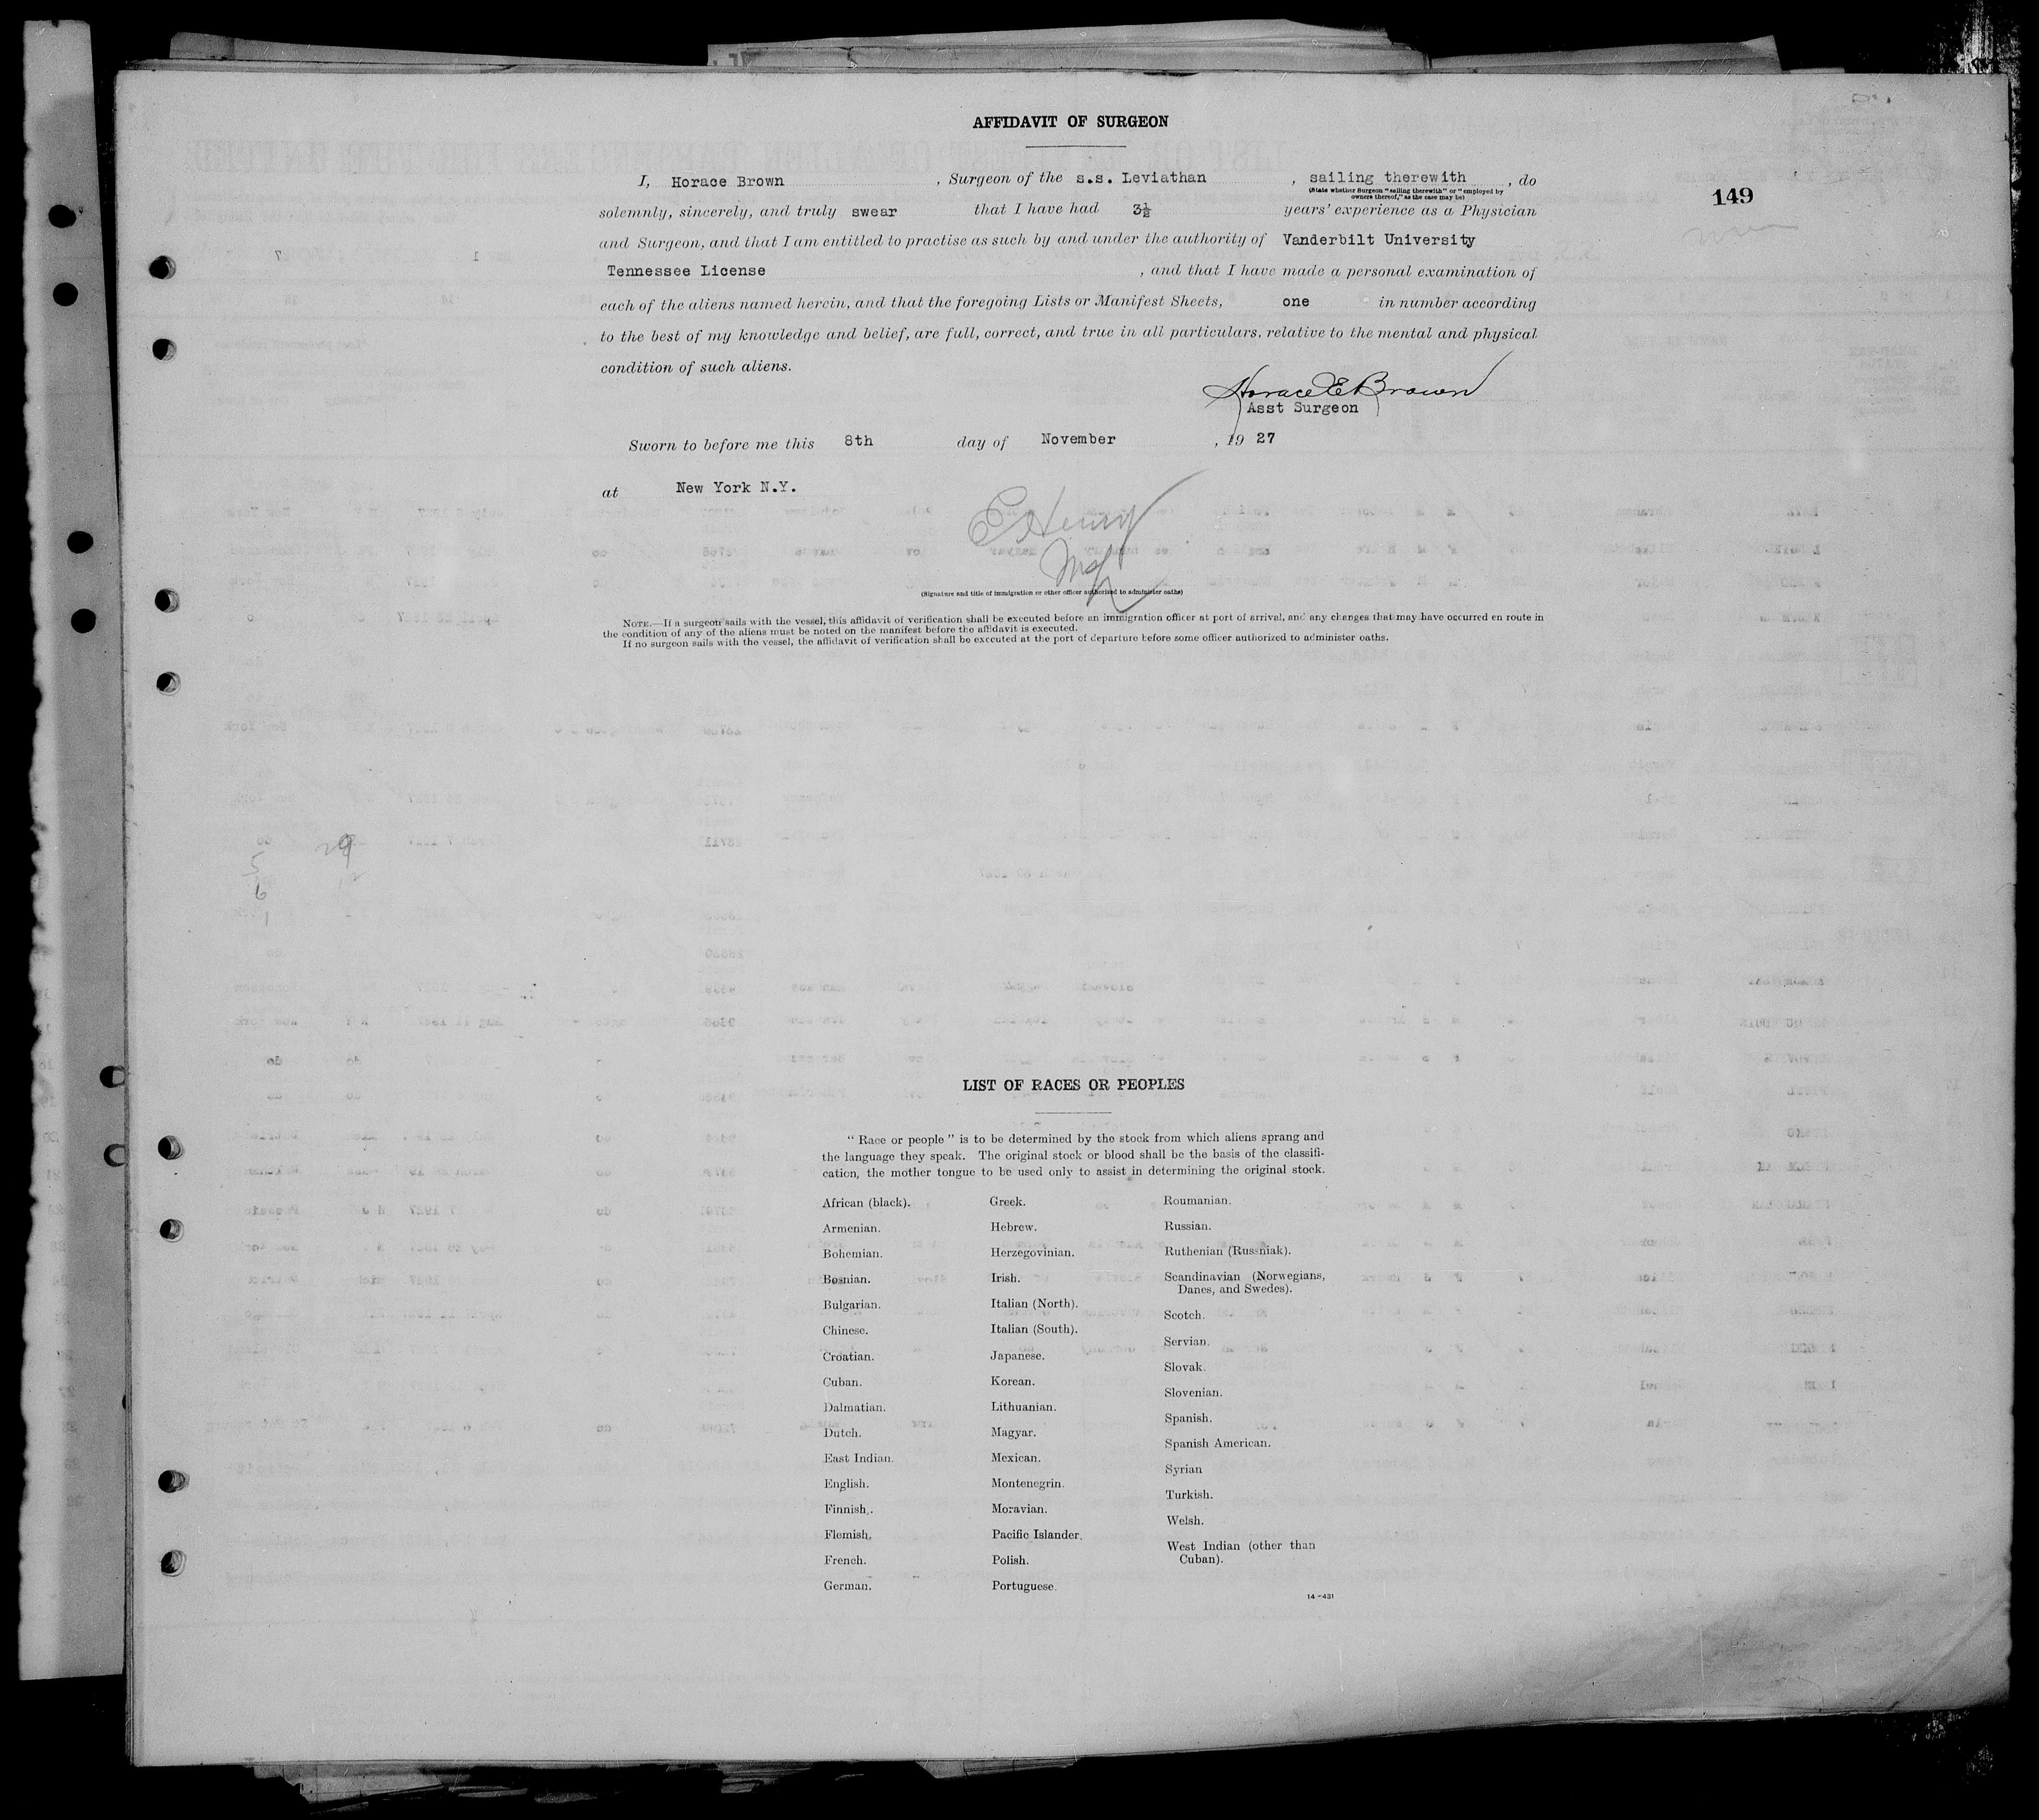 AFFIDAVIT OF SURGEON
149
I, Horace Brown , Surgeon of the s.s. Leviathan , sailing therewith , do
(State whether Surgeon "sailing therewith" or "employed by
owners thereof," as the case may be)
solemnly, sincerely, and truly swear that I have had 3½ years' experience as a Physician
and Surgeon, and that I am entitled to practise as such by and under the authority of Vanderbilt University
Tennessee License , and that I have made a personal examination of
each of the aliens named herein, and that the foregoing Lists or Manifest Sheets, one in number according
to the best of my knowledge and belief, are full, correct, and true in all particulars, relative to the mental and physical
condition of such aliens.
Horace E Brown
Asst Surgeon
Sworn to before me this 8th day of November , 19 27
at New York N.Y.
E Henry
(Signature and title of immigration or other officer authorized to administer oaths)
NOTE.—If a surgeon sails with the vessel, this affidavit of verification shall be executed before an immigration officer at port of arrival, and any changes that may have occurred en route in
the condition of any of the aliens must be noted on the manifest before the affidavit is executed.
If no surgeon sails with the vessel, the affidavit of verification shall be executed at the port of departure before some officer authorized to administer oaths.
LIST OF RACES OR PEOPLES
"Race or people" is to be determined by the stock from which aliens sprang and
the language they speak. The original stock or blood shall be the basis of the classifi-
cation, the mother tongue to be used only to assist in determining the original stock.
African (black).
Armenian.
Bohemian.
Bosnian.
Bulgarian.
Chinese.
Croatian.
Cuban.
Dalmatian.
Dutch.
East Indian.
English.
Finnish.
Flemish.
French.
German.
Greek.
Hebrew.
Herzegovinian.
Irish.
Italian (North).
Italian (South).
Japanese.
Korean.
Lithuanian.
Magyar.
Mexican.
Montenegrin.
Moravian.
Pacific Islander.
Polish.
Portuguese.
Roumanian.
Russian.
Ruthenian (Russniak).
Scandinavian (Norwegians,
Danes, and Swedes).
Scotch.
Servian.
Slovak.
Slovenian.
Spanish.
Spanish American.
Syrian
Turkish.
Welsh.
West Indian (other than
Cuban).
14-431